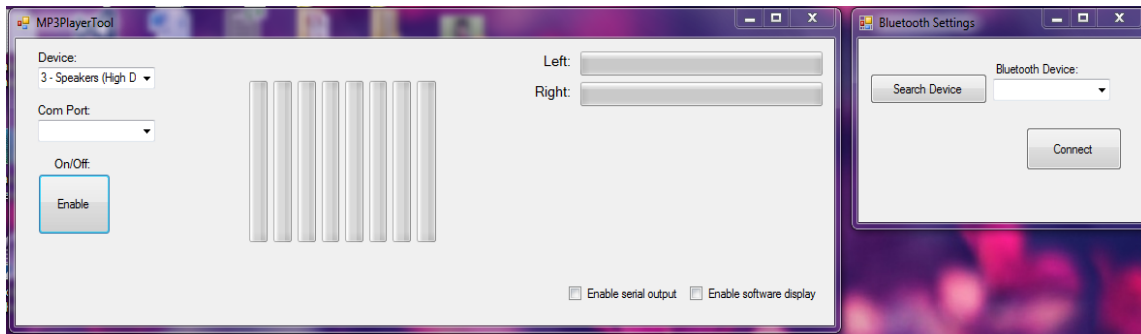 MP3PlayerTool
Device:
3 - Speakers (High D
Com Port:
On/Off:
Enable
Left:
Right:
Enable serial output
Enable software display
Bluetooth Settings
Bluetooth Device:
Search Device
Connect